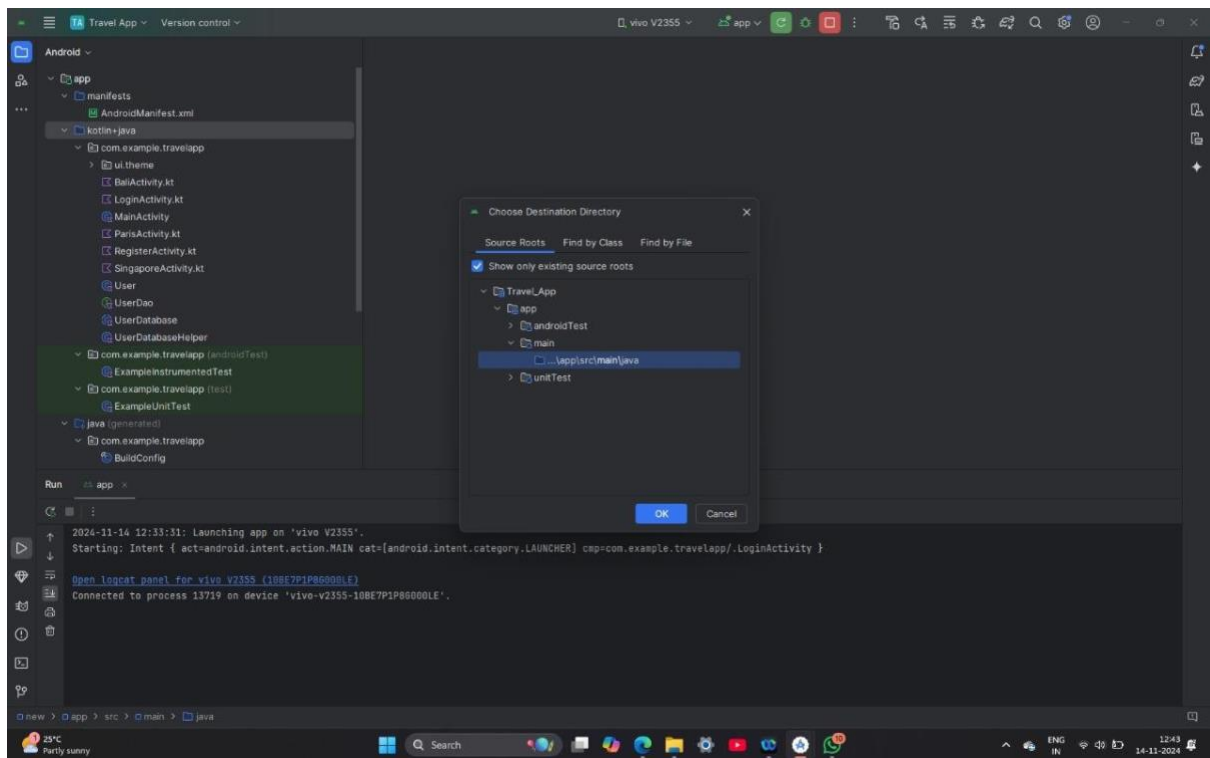 TA Travel App Version control vivo V2355 app
Android
app
manifests
AndroidManifest.xml
kotlin+java
com.example.travelapp
ui.theme
BaliActivity.kt
LoginActivity.kt
MainActivity
ParisActivity.kt
RegisterActivity.kt
SingaporeActivity.kt
User
UserDao
UserDatabase
UserDatabaseHelper
com.example.travelapp (androidTest)
ExampleInstrumentedTest
com.example.travelapp (test)
ExampleUnitTest
java (generated)
com.example.travelapp
BuildConfig
Choose Destination Directory
Source Roots Find by Class Find by File
Show only existing source roots
Travel_App
app
androidTest
main
...\app\src\main\java
unitTest
OK Cancel
Run app
2024-11-14 12:33:31: Launching app on 'vivo V2355'.
Starting: Intent { act=android.intent.action.MAIN cat=[android.intent.category.LAUNCHER] cmp=com.example.travelapp/.LoginActivity }
Open logcat panel for vivo V2355 (10BE7P1P86000LE)
Connected to process 13719 on device 'vivo-v2355-10BE7P1P86000LE'.
new > app > src > main > java
1
25°C
Partly sunny
Search
10
ENG
IN
12:43
14-11-2024